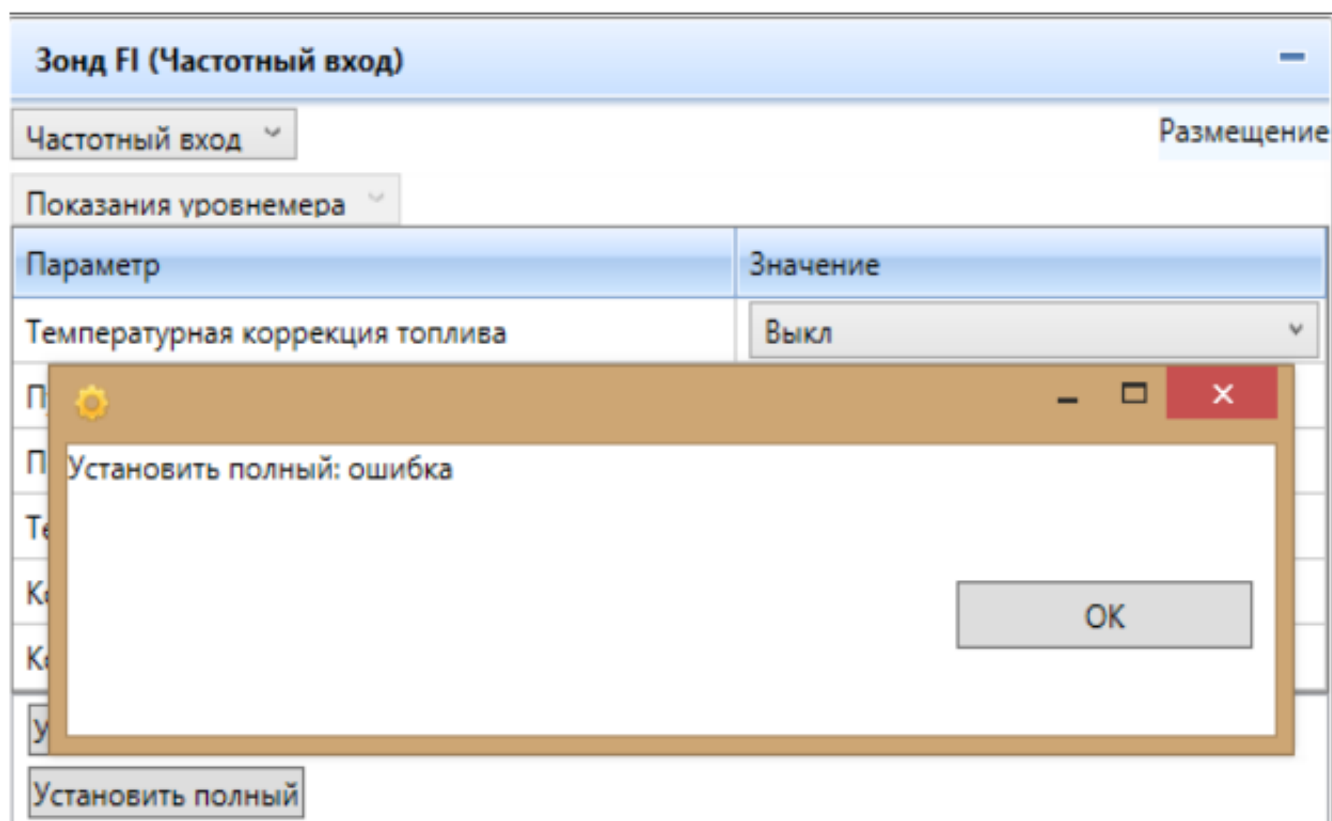 Зонд FI (Частотный вход)
Частотный вход
Размещение
Показания уровнемера
Параметр
Значение
Температурная коррекция топлива
Выкл
Установить полный: ошибка
OK
Установить полный